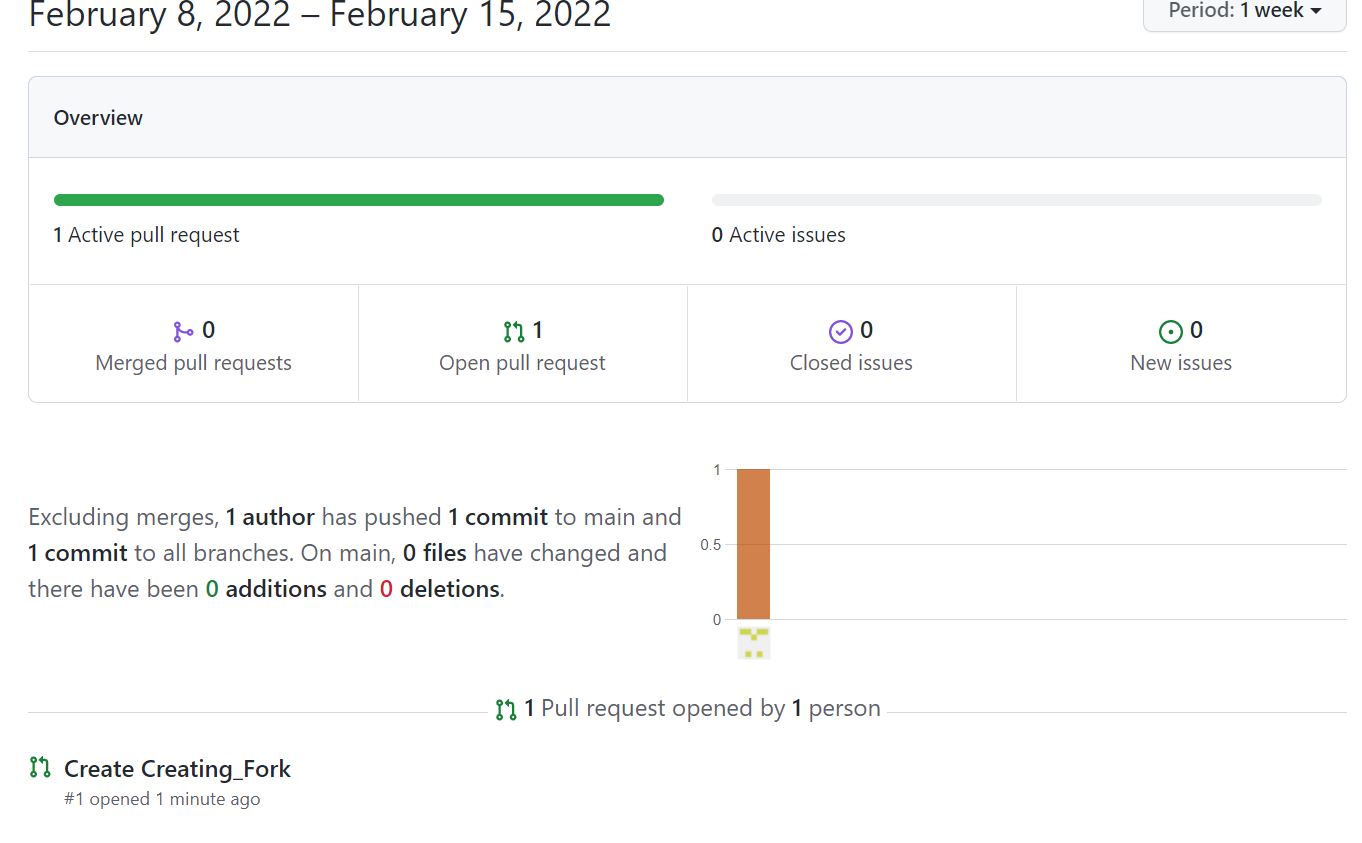 February 8, 2022 – February 15, 2022
Period: 1 week
Overview
1 Active pull request
0 Active issues
0
Merged pull requests
1
Open pull request
0
Closed issues
0
New issues
Excluding merges, 1 author has pushed 1 commit to main and
1 commit to all branches. On main, 0 files have changed and
there have been 0 additions and 0 deletions.
1
0.5
0
1 Pull request opened by 1 person
Create Creating_Fork
#1 opened 1 minute ago